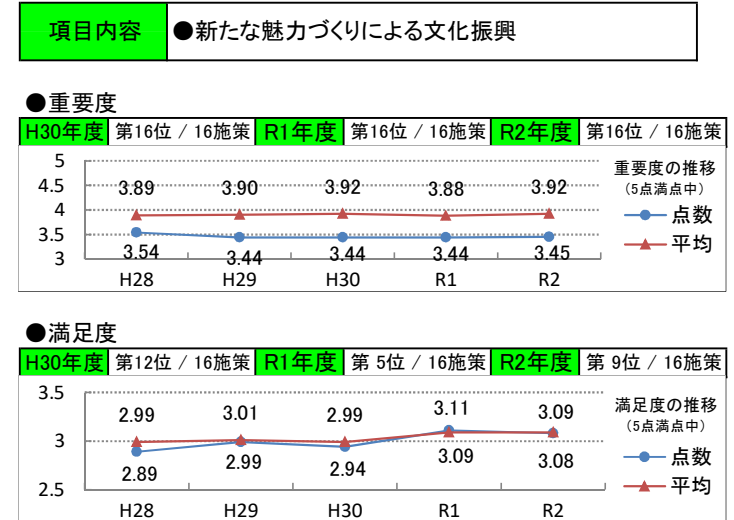 項目内容 ●新たな魅力づくりによる文化振興
●重要度
H30年度 第16位 / 16施策 R1年度 第16位 / 16施策 R2年度 第16位 / 16施策
重要度の推移
（5点満点中）
点数
平均
5
4.5
4
3.5
3
3.89 3.90 3.92 3.88 3.92
3.54 3.44 3.44 3.44 3.45
H28 H29 H30 R1 R2
●満足度
H30年度 第12位 / 16施策 R1年度 第 5位 / 16施策 R2年度 第 9位 / 16施策
満足度の推移
（5点満点中）
点数
平均
3.5
3
2.5
2.99 3.01 2.99 3.11 3.09
2.89 2.99 2.94 3.09 3.08
H28 H29 H30 R1 R2